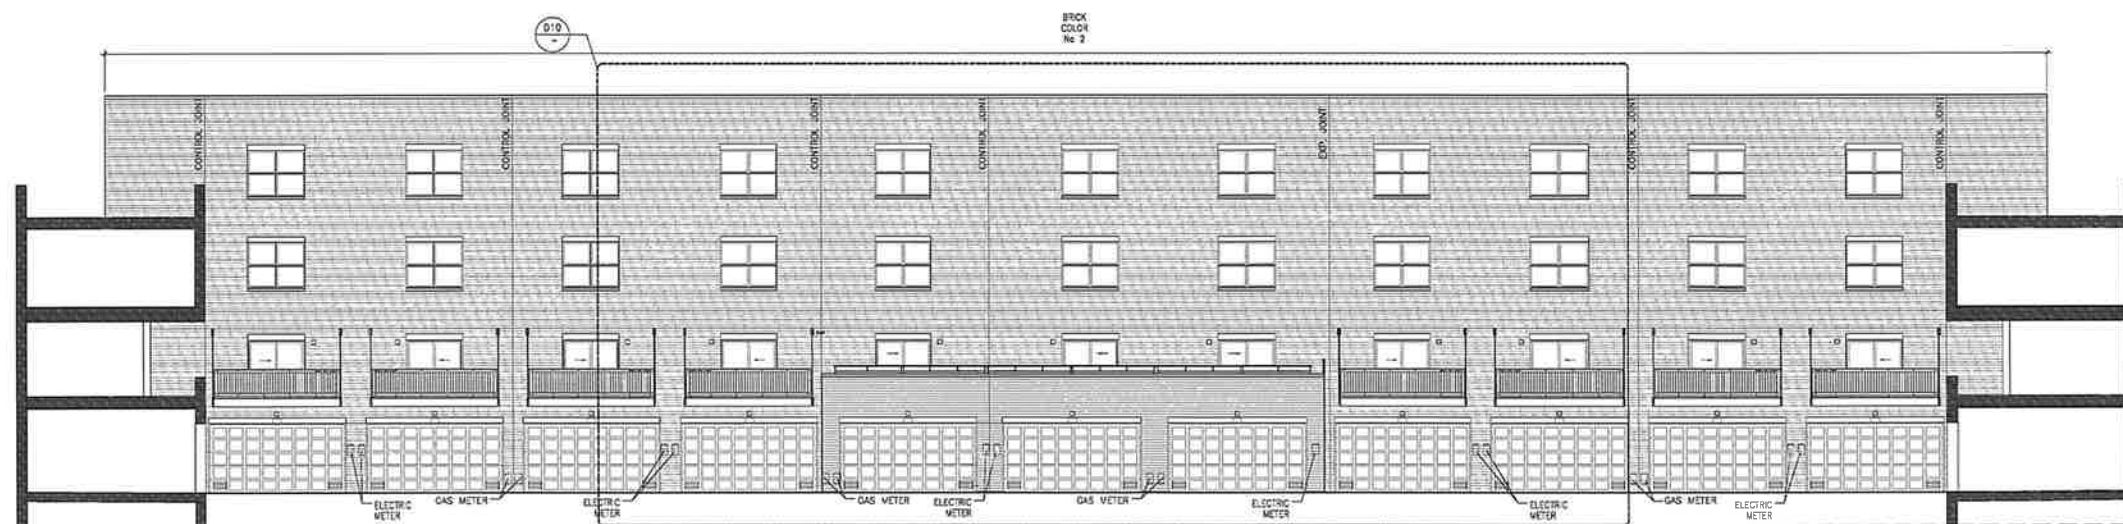 D10
-
BRICK
COLOR
No 2
CONTROL JOINT
CONTROL JOINT
CONTROL JOINT
CONTROL JOINT
EXP. JOINT
CONTROL JOINT
CONTROL JOINT
ELECTRIC
METER
GAS METER
ELECTRIC
METER
GAS METER
ELECTRIC
METER
GAS METER
ELECTRIC
METER
ELECTRIC
METER
GAS METER
ELECTRIC
METER